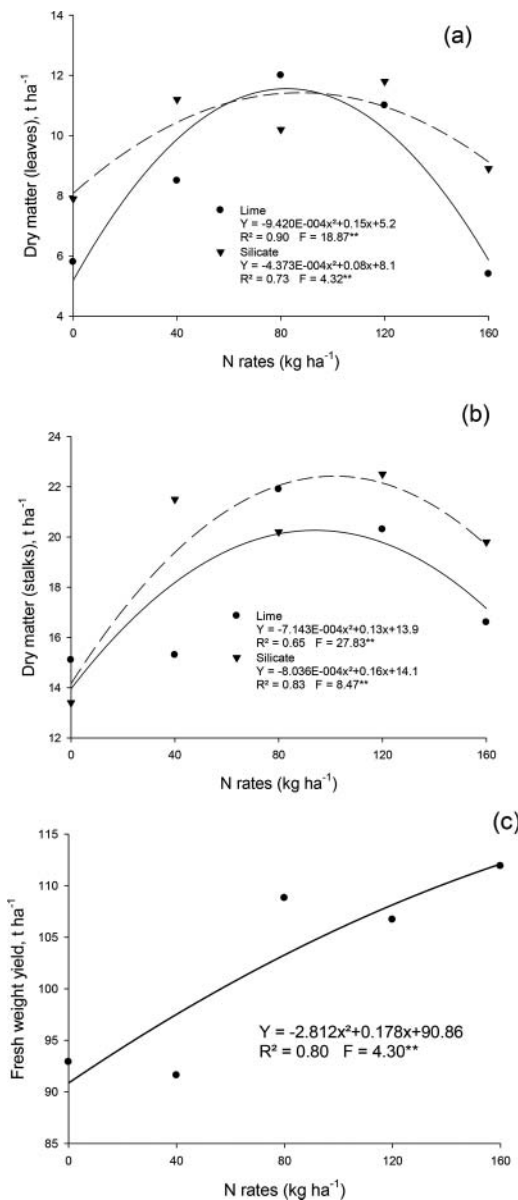 (a)
Dry matter (leaves), t ha⁻¹
14
12
10
8
6
4
Lime
Y = -9.420E-004x²+0.15x+5.2
R² = 0.90 F = 18.87**
Silicate
Y = -4.373E-004x²+0.08x+8.1
R² = 0.73 F = 4.32**
0 40 80 120 160
N rates (kg ha⁻¹)
(b)
Dry matter (stalks), t ha⁻¹
24
22
20
18
16
14
12
Lime
Y = -7.143E-004x²+0.13x+13.9
R² = 0.65 F = 27.83**
Silicate
Y = -8.036E-004x²+0.16x+14.1
R² = 0.83 F = 8.47**
0 40 80 120 160
N rates (kg ha⁻¹)
(c)
Fresh weight yield, t ha⁻¹
115
110
105
100
95
90
85
Y = -2.812x²+0.178x+90.86
R² = 0.80 F = 4.30**
0 40 80 120 160
N rates (kg ha⁻¹)